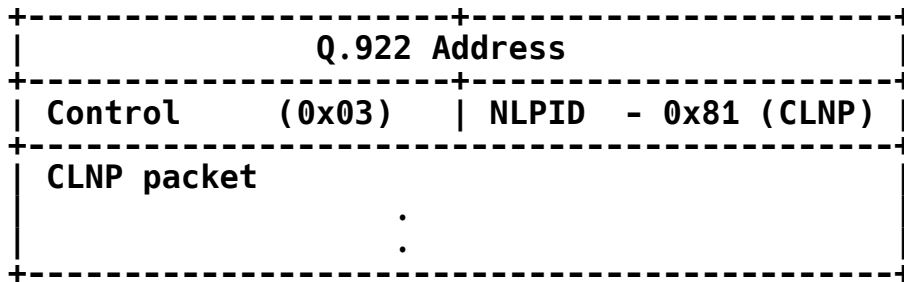 Q.922 Address
Control (0x03) | NLPID - 0x81 (CLNP)
CLNP packet
.
.